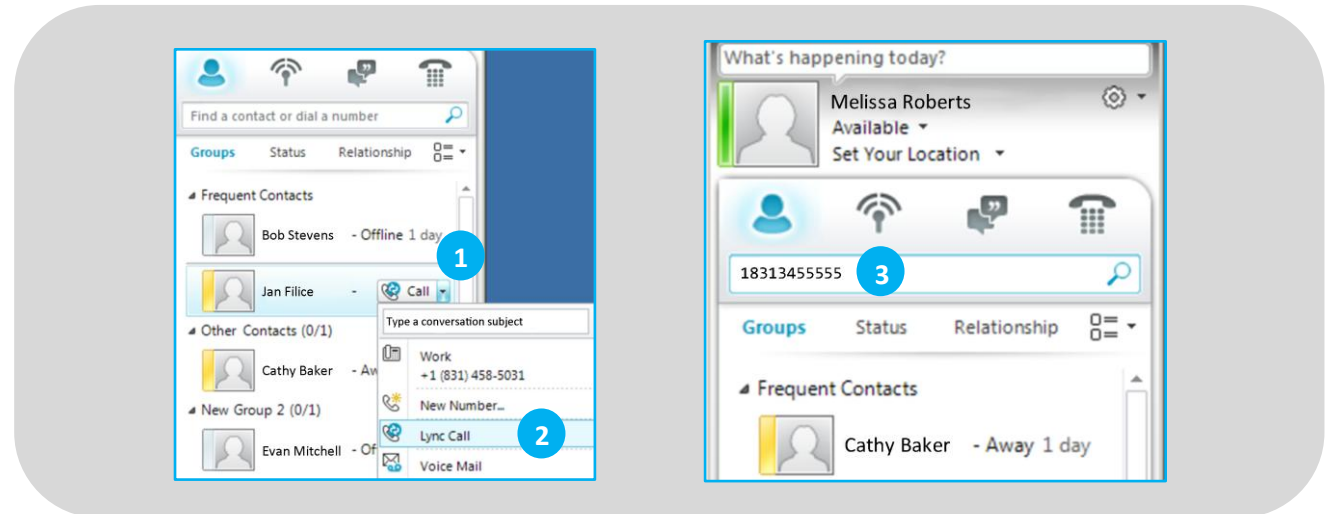 Find a contact or dial a number
Groups Status Relationship
Frequent Contacts
Bob Stevens - Offline 1 day
1
Jan Filice - Call
Type a conversation subject
Other Contacts (0/1)
Work
+1 (831) 458-5031
Cathy Baker - Aw
New Number...
New Group 2 (0/1)
Lync Call 2
Evan Mitchell - Of
Voice Mail
What's happening today?
Melissa Roberts
Available
Set Your Location
18313455555 3
Groups Status Relationship
Frequent Contacts
Cathy Baker - Away 1 day